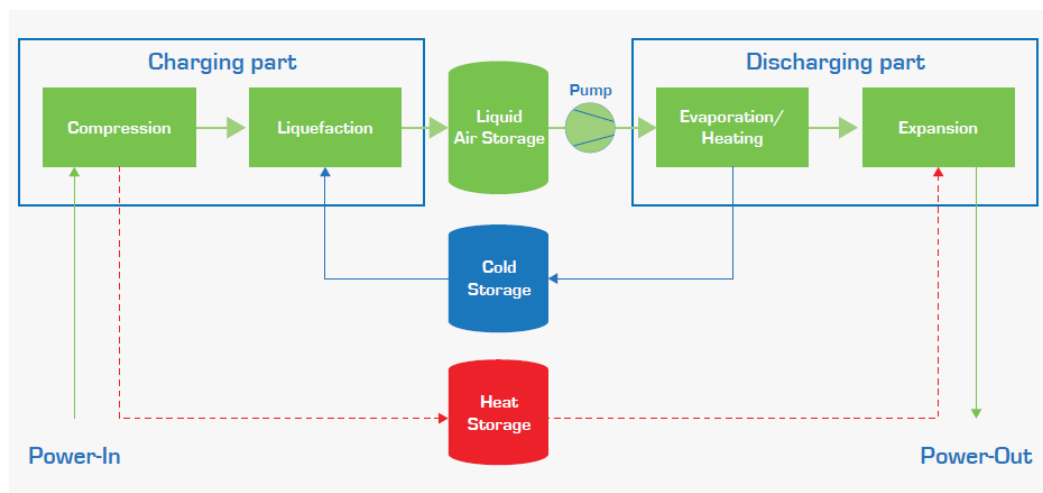 Charging part
Discharging part
Compression
Liquefaction
Liquid
Air Storage
Pump
Evaporation/
Heating
Expansion
Cold
Storage
Heat
Storage
Power-In
Power-Out